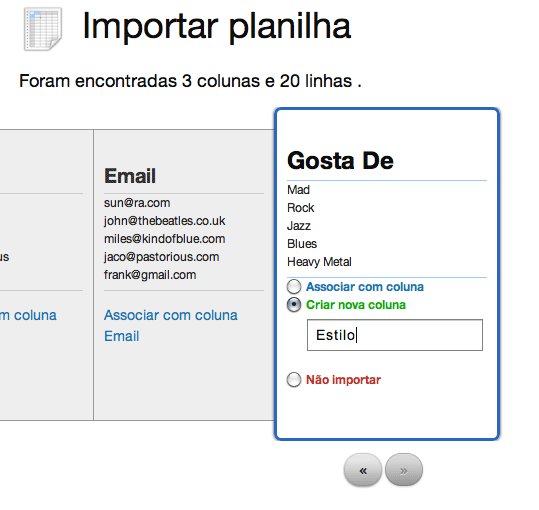 Importar planilha
Foram encontradas 3 colunas e 20 linhas .
us
m coluna
Email
sun@ra.com
john@thebeatles.co.uk
miles@kindofblue.com
jaco@pastorious.com
frank@gmail.com
Associar com coluna
Email
Gosta De
Mad
Rock
Jazz
Blues
Heavy Metal
Associar com coluna
Criar nova coluna
Estilo
Não importar
« »